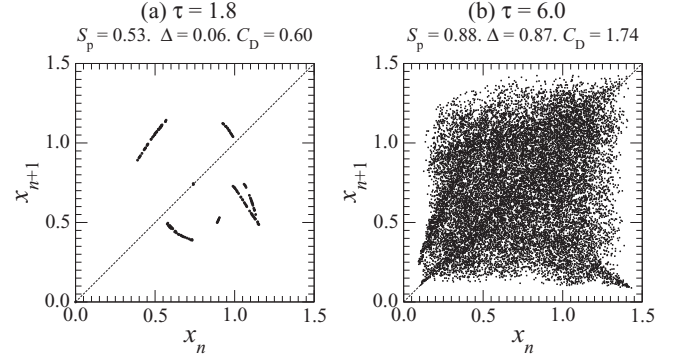 (a) τ = 1.8
S_p = 0.53. Δ = 0.06. C_D = 0.60
1.5
1.0
0.5
0.0
x_{n+1}
0.0 0.5 1.0 1.5
x_n
(b) τ = 6.0
S_p = 0.88. Δ = 0.87. C_D = 1.74
1.5
1.0
0.5
0.0
x_{n+1}
0.0 0.5 1.0 1.5
x_n